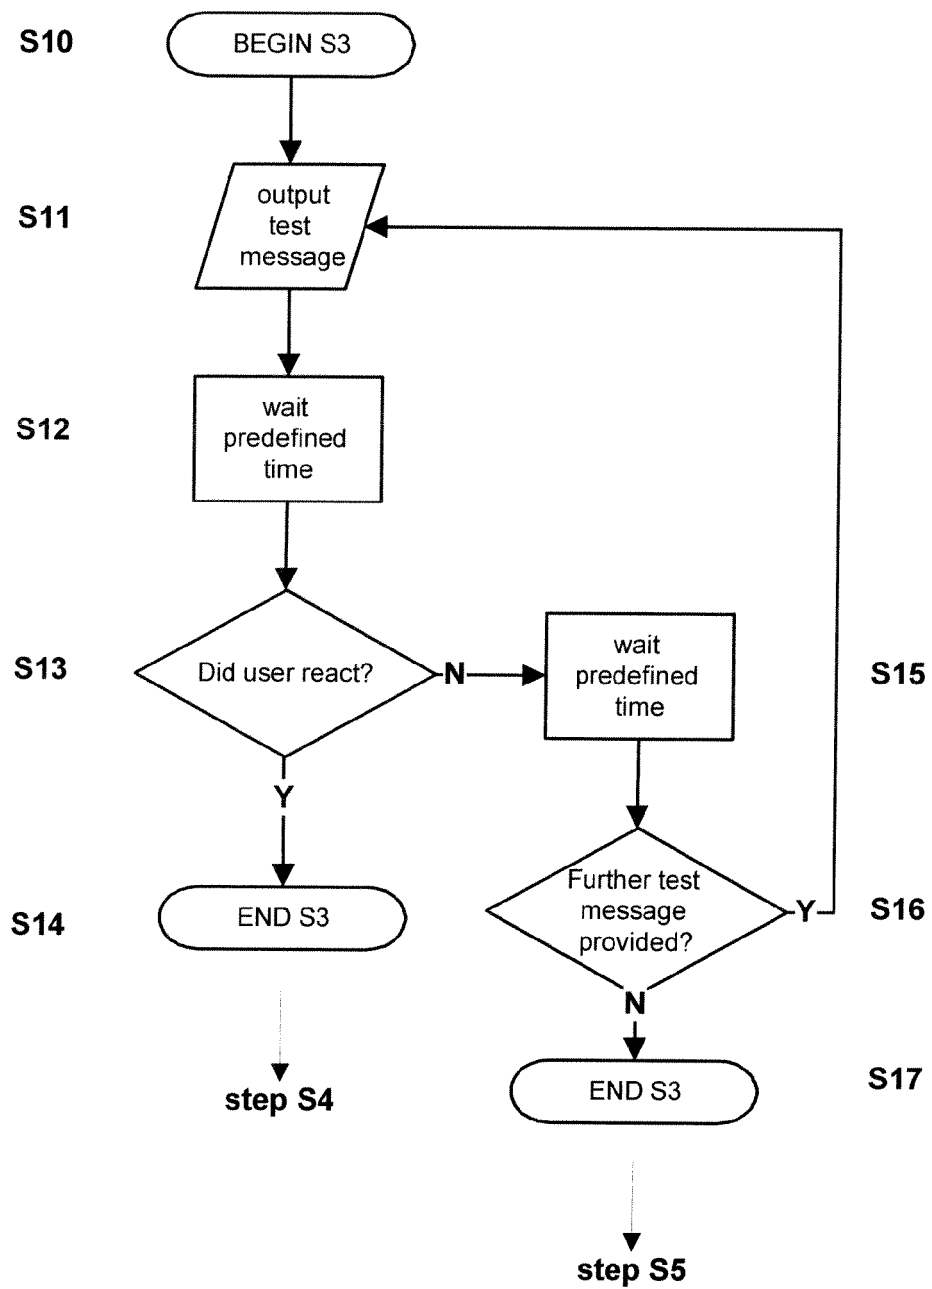 S10
BEGIN S3
S11
output
test
message
S12
wait
predefined
time
S13
Did user react?
N
wait
predefined
time
S15
Y
Further test
message
provided?
Y
S16
S14
END S3
N
step S4
END S3
S17
step S5